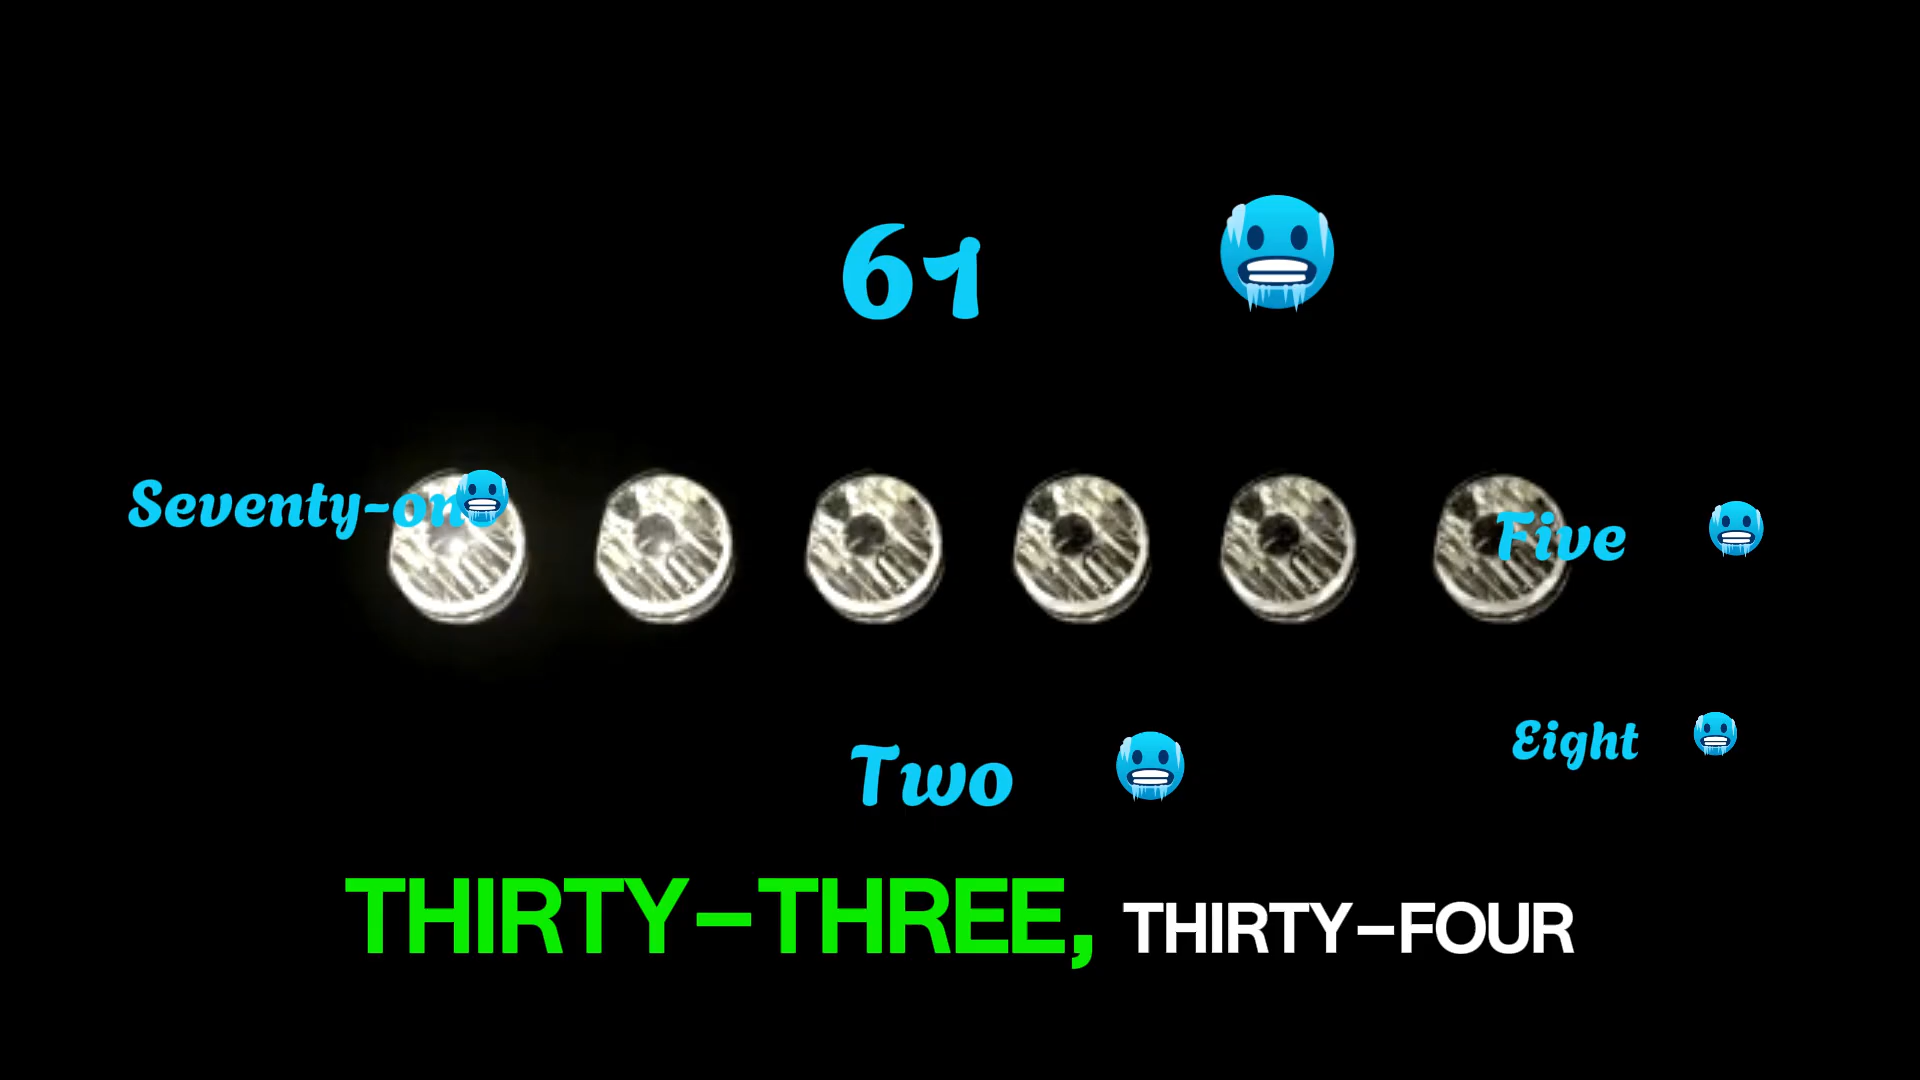 61
Seventy-on
Five
Eight
Two
THIRTY-THREE, THIRTY-FOUR